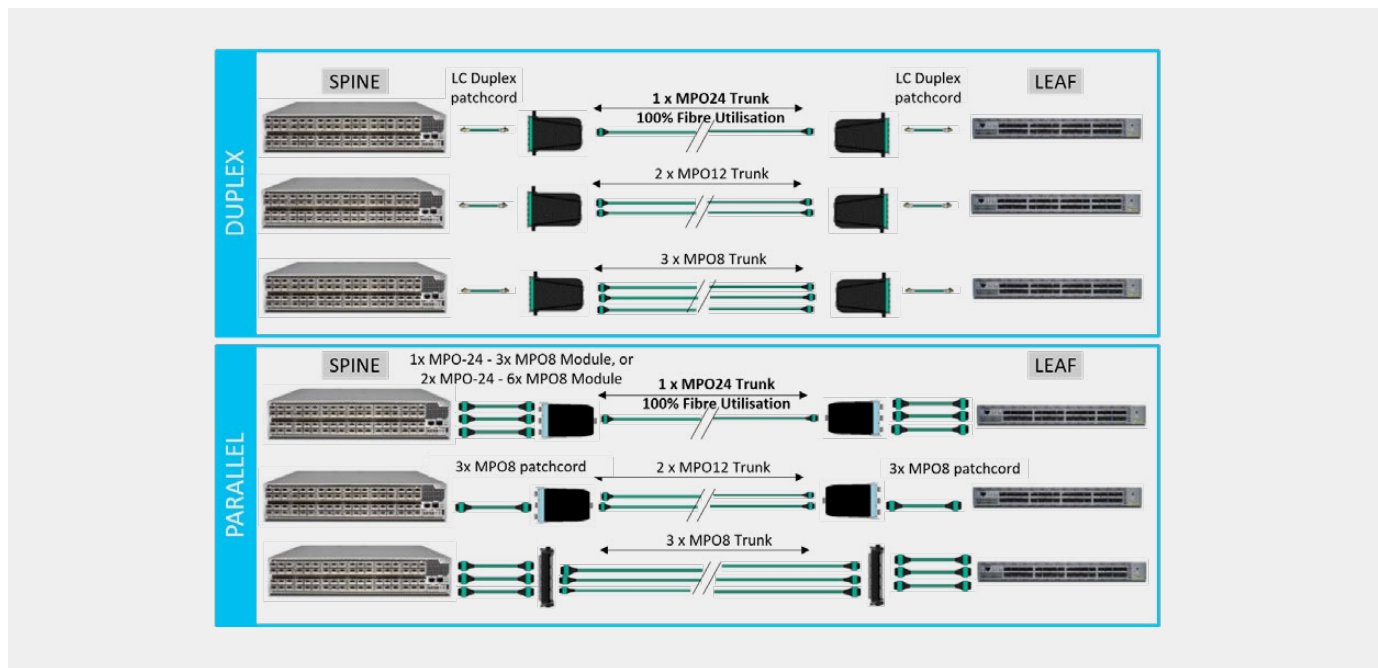 DUPLEX
SPINE
LC Duplex
patchcord
1 x MPO24 Trunk
100% Fibre Utilisation
LC Duplex
patchcord
LEAF
2 x MPO12 Trunk
3 x MPO8 Trunk
PARALLEL
SPINE
1x MPO-24 - 3x MPO8 Module, or
2x MPO-24 - 6x MPO8 Module
1 x MPO24 Trunk
100% Fibre Utilisation
LEAF
3x MPO8 patchcord
2 x MPO12 Trunk
3x MPO8 patchcord
3 x MPO8 Trunk